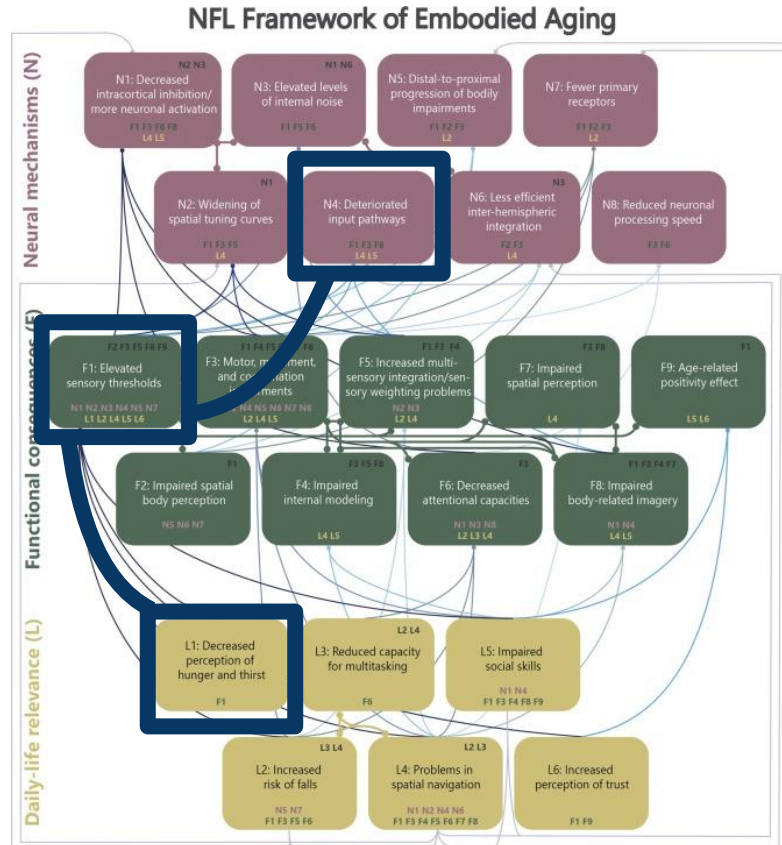 NFL Framework of Embodied Aging
Neural mechanisms (N)
N2 N3
N1: Decreased
intracortical inhibition/
more neuronal activation
F1 F3 F6 F8
L4 L5
N1 N6
N3: Elevated levels
of internal noise
F1 F5 F6
N5: Distal-to-proximal
progression of bodily
impairments
F1 F2 F3
L2
N7: Fewer primary
receptors
F1 F2 F3
L2
N1
N2: Widening of
spatial tuning curves
F1 F3 F5
L4
N4: Deteriorated
input pathways
F1 F3 F8
L4 L5
N3
N6: Less efficient
inter-hemispheric
integration
F2 F3
L4
N8: Reduced neuronal
processing speed
F3 F6
Functional consequences (F)
F2 F3 F5 F8 F9
F1: Elevated
sensory thresholds
N1 N2 N3 N4 N5 N7
L1 L2 L4 L5 L6
F1 F4 F5
F8
F3: Motor, movement,
and coordination
impairments
N4 N5 N6 N7 N8
L2 L4 L5
F1 F3 F4
F5: Increased multi-
sensory integration/sen-
sory weighting problems
N2 N3
L2 L4
F3 F8
F7: Impaired
spatial perception
L4
F1
F9: Age-related
positivity effect
L5 L6
F1
F2: Impaired spatial
body perception
N5 N6 N7
F3 F5 F8
F4: Impaired
internal modeling
L4 L5
F3
F6: Decreased
attentional capacities
N1 N3 N8
L2 L3 L4
F1 F3 F4 F7
F8: Impaired
body-related imagery
N1 N4
L4 L5
Daily-life relevance (L)
L1: Decreased
perception of
hunger and thirst
F1
L2 L4
L3: Reduced capacity
for multitasking
F6
L5: Impaired
social skills
N1 N4
F1 F3 F4 F8 F9
L3 L4
L2: Increased
risk of falls
N5 N7
F1 F3 F5 F6
L2 L3
L4: Problems in
spatial navigation
N1 N2 N4 N6
F1 F3 F4 F5 F6 F7 F8
L6: Increased
perception of trust
F1 F9